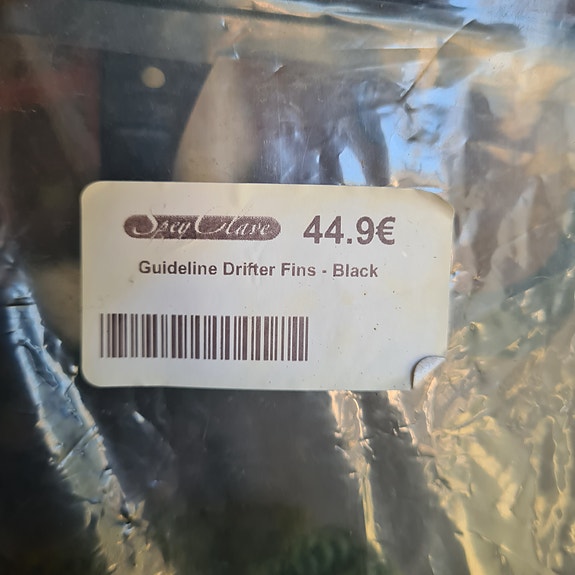 Spey Clave 44.9€
Guideline Drifter Fins - Black